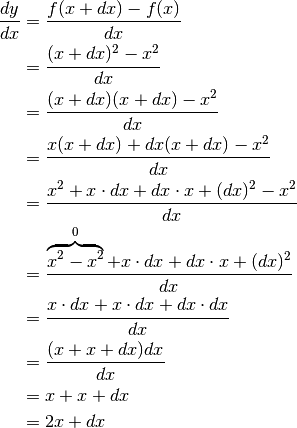 \frac{dy}{dx} = \frac{f(x + dx) - f(x)}{dx}
= \frac{(x + dx)^2 - x^2}{dx}
= \frac{(x + dx)(x + dx) - x^2}{dx}
= \frac{x(x + dx) + dx(x + dx) - x^2}{dx}
= \frac{x^2 + x \cdot dx + dx \cdot x + (dx)^2 - x^2}{dx}
= \frac{\overbrace{x^2 - x^2}^{0} + x \cdot dx + dx \cdot x + (dx)^2}{dx}
= \frac{x \cdot dx + x \cdot dx + dx \cdot dx}{dx}
= \frac{(x + x + dx)dx}{dx}
= x + x + dx
= 2x + dx